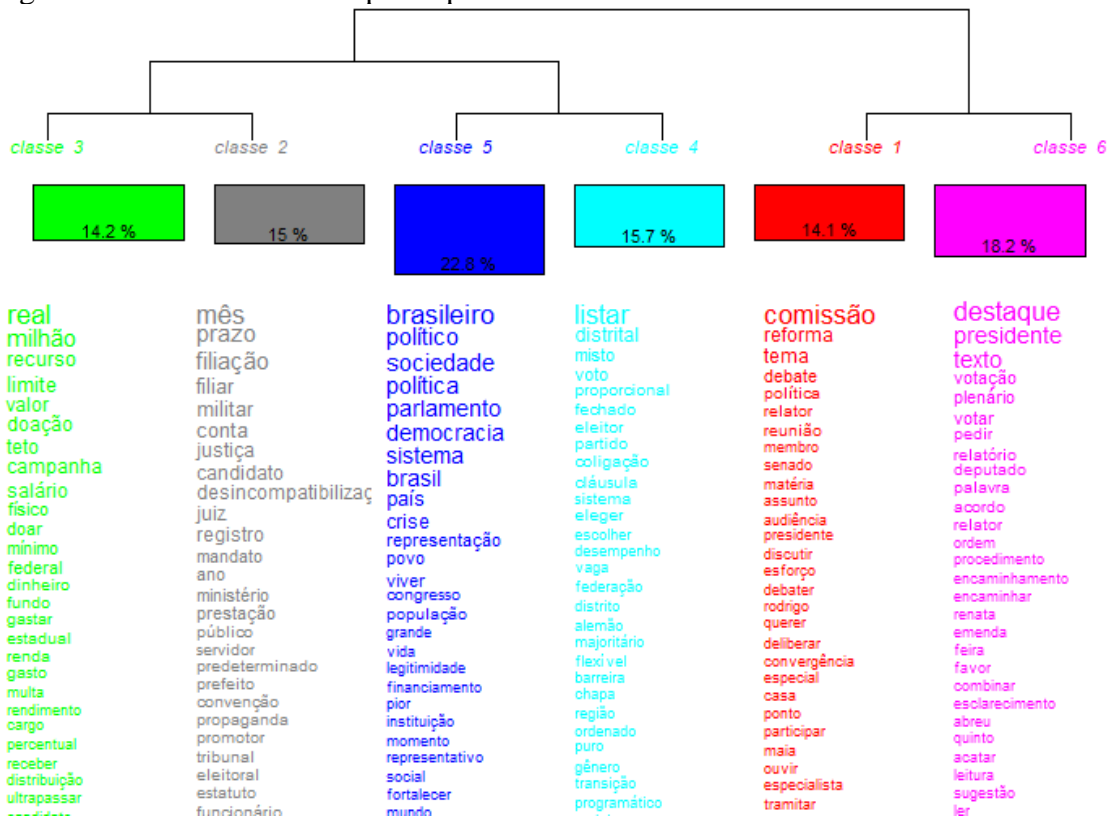 classe 3
classe 2
classe 5
classe 4
classe 1
classe 6
14.2 %
15 %
22.8 %
15.7 %
14.1 %
18.2 %
real
milhão
recurso
limite
valor
doação
teto
campanha
salário
físico
doar
mínimo
federal
dinheiro
fundo
gastar
estadual
renda
gasto
multa
rendimento
cargo
percentual
receber
distribuição
ultrapassar
mês
prazo
filiação
filiar
militar
conta
justiça
candidato
desincompatibilizaç
juiz
registro
mandato
ano
ministério
prestação
público
servidor
predeterminado
prefeito
convenção
propaganda
promotor
tribunal
eleitoral
estatuto
funcionário
brasileiro
político
sociedade
política
parlamento
democracia
sistema
brasil
país
crise
representação
povo
viver
congresso
população
grande
vida
legitimidade
financiamento
pior
instituição
momento
representativo
social
fortalecer
mundo
listar
distrital
misto
voto
proporcional
fechado
eleitor
partido
coligação
cláusula
sistema
eleger
escolher
desempenho
vaga
federação
distrito
alemão
majoritário
flexível
barreira
chapa
região
ordenado
puro
gênero
transição
programático
comissão
reforma
tema
debate
política
relator
reunião
membro
senado
matéria
assunto
audiência
presidente
discutir
esforço
debater
rodrigo
querer
deliberar
convergência
especial
casa
ponto
participar
maia
ouvir
especialista
tramitar
destaque
presidente
texto
votação
plenário
votar
pedir
relatório
deputado
palavra
acordo
relator
ordem
procedimento
encaminhamento
encaminhar
renata
emenda
feira
favor
combinar
esclarecimento
abreu
quinto
acatar
leitura
sugestão
ler